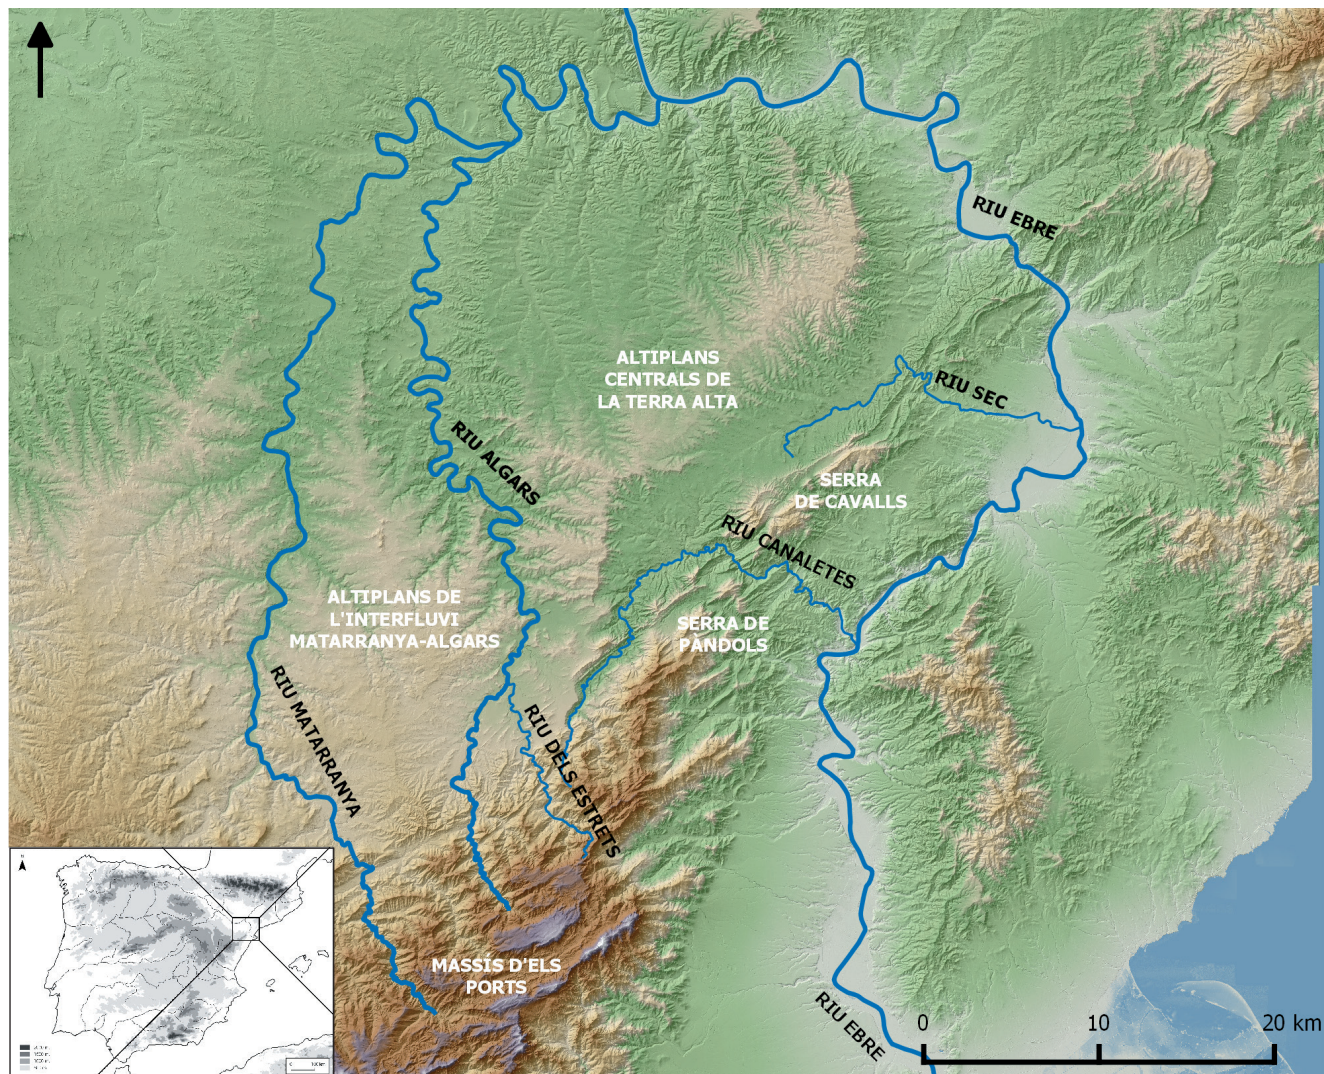 RIU EBRE
ALTIPLANS
CENTRALS DE
LA TERRA ALTA
RIU SEC
RIU ALGARS
SERRA
DE CAVALLS
RIU CANALETES
ALTIPLANS DE
L'INTERFLUVI
MATARRANYA-ALGARS
SERRA DE
PÀNDOLS
RIU MATARRANYA
RIU DELS ESTRETS
MASSÍS D'ELS
PORTS
RIU EBRE
0 10 20 km